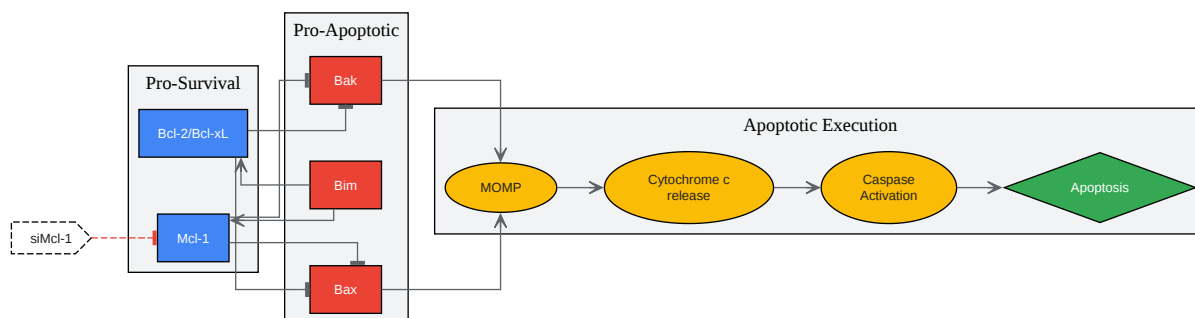 Pro-Apoptotic
Pro-Survival
Bak
Bcl-2/Bcl-xL
Bim
siMcl-1
Mcl-1
Bax
Apoptotic Execution
MOMP
Cytochrome c
release
Caspase
Activation
Apoptosis